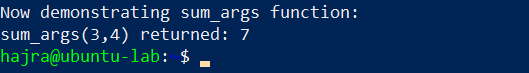 Now demonstrating sum_args function:
sum_args(3,4) returned: 7
hajra@ubuntu-lab:~$